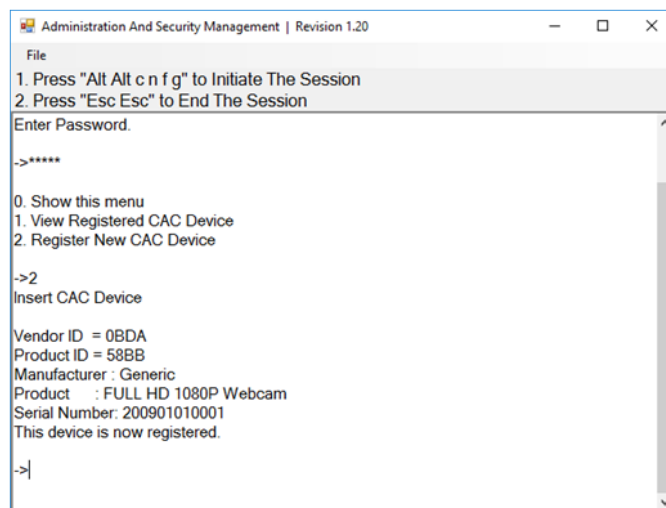 Administration And Security Management | Revision 1.20
File
1. Press "Alt Alt c n f g" to Initiate The Session
2. Press "Esc Esc" to End The Session
Enter Password.
->*****
0. Show this menu
1. View Registered CAC Device
2. Register New CAC Device
->2
Insert CAC Device
Vendor ID  = 0BDA
Product ID = 58BB
Manufacturer : Generic
Product      : FULL HD 1080P Webcam
Serial Number: 200901010001
This device is now registered.
->